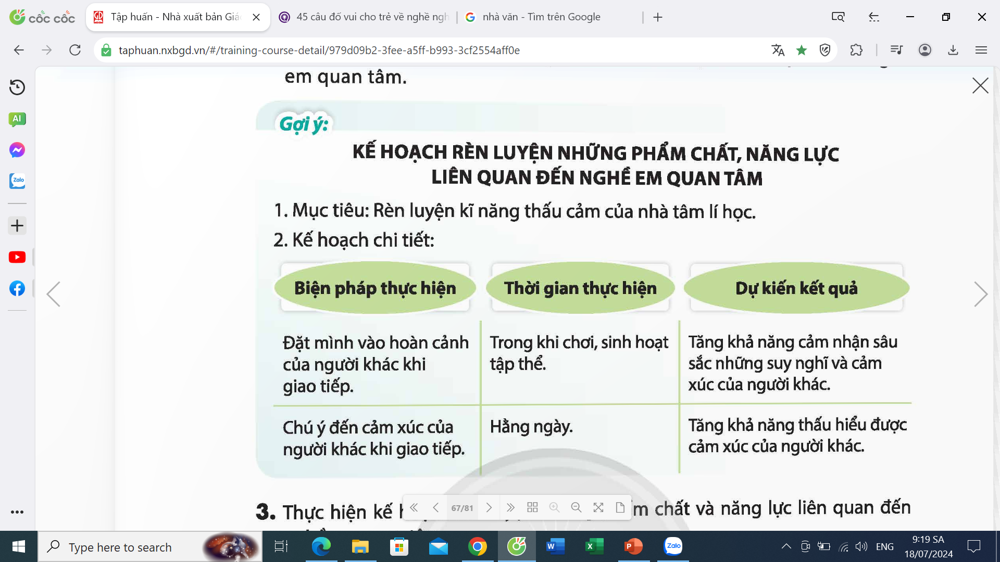 cốc cốc
Tập huấn - Nhà xuất bản Giá
45 câu đố vui cho trẻ về nghề ngh
nhà văn - Tìm trên Google
taphuan.nxbgd.vn/#/training-course-detail/979d09b2-3fee-a5ff-b993-3cf2554aff0e
em quan tâm.
AI
Zalo
Gợi ý:
KẾ HOẠCH RÈN LUYỆN NHỮNG PHẨM CHẤT, NĂNG LỰC
LIÊN QUAN ĐẾN NGHỀ EM QUAN TÂM
1. Mục tiêu: Rèn luyện kĩ năng thấu cảm của nhà tâm lí học.
2. Kế hoạch chi tiết:
Biện pháp thực hiện
Thời gian thực hiện
Dự kiến kết quả
Đặt mình vào hoàn cảnh
của người khác khi
giao tiếp.
Trong khi chơi, sinh hoạt
tập thể.
Tăng khả năng cảm nhận sâu
sắc những suy nghĩ và cảm
xúc của người khác.
Chú ý đến cảm xúc của
người khác khi giao tiếp.
Hằng ngày.
Tăng khả năng thấu hiểu được
cảm xúc của người khác.
67/81
3. Thực hiện kế chất và năng lực liên quan đến
Type here to search
Zalo
ENG
9:19 SA
18/07/2024